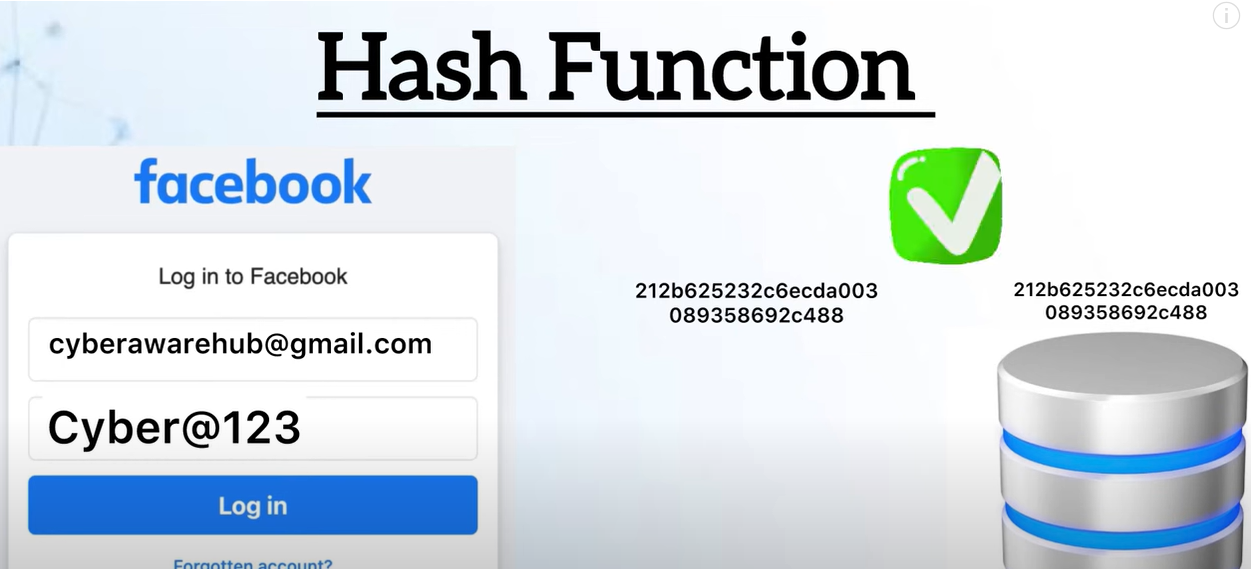 Hash Function
facebook
Log in to Facebook
cyberawarehub@gmail.com
Cyber@123
Log in
Forgotten account?
212b625232c6ecda003
089358692c488
212b625232c6ecda003
089358692c488